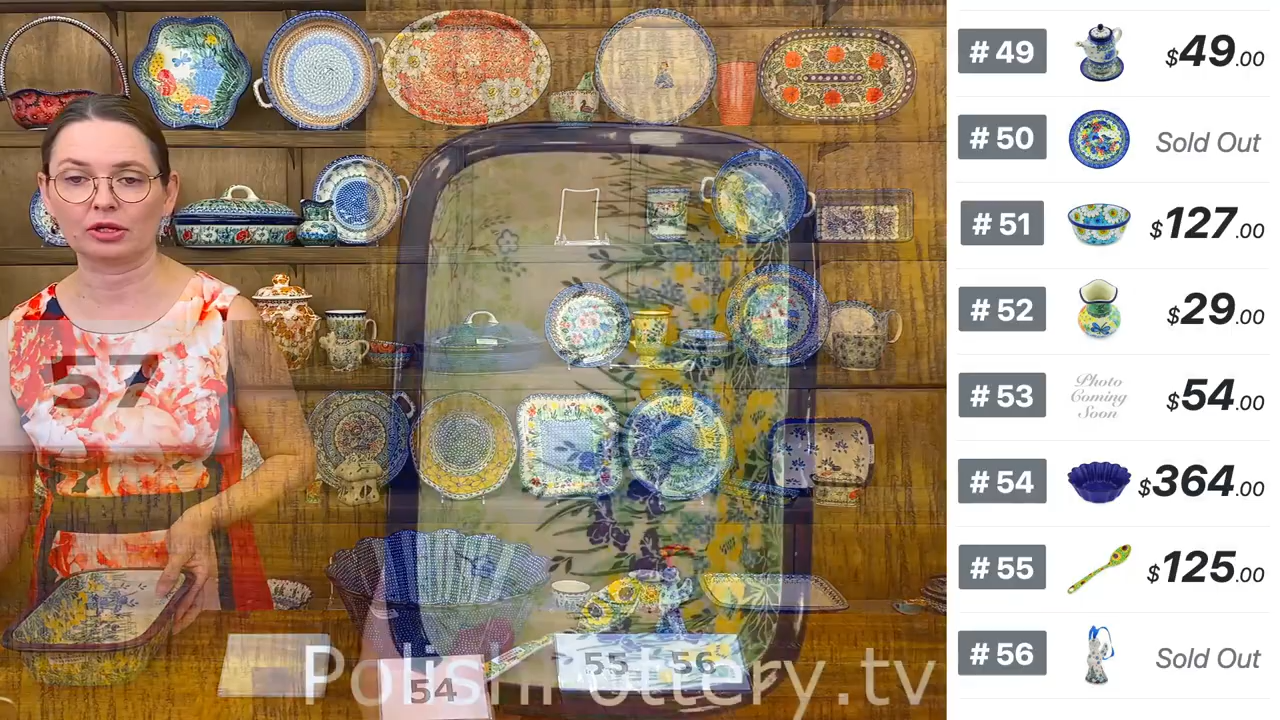 57
54
55 56
PolishPottery.tv
# 49 $49.00
# 50 Sold Out
# 51 $127.00
# 52 $29.00
# 53 Photo Coming Soon $54.00
# 54 $364.00
# 55 $125.00
# 56 Sold Out